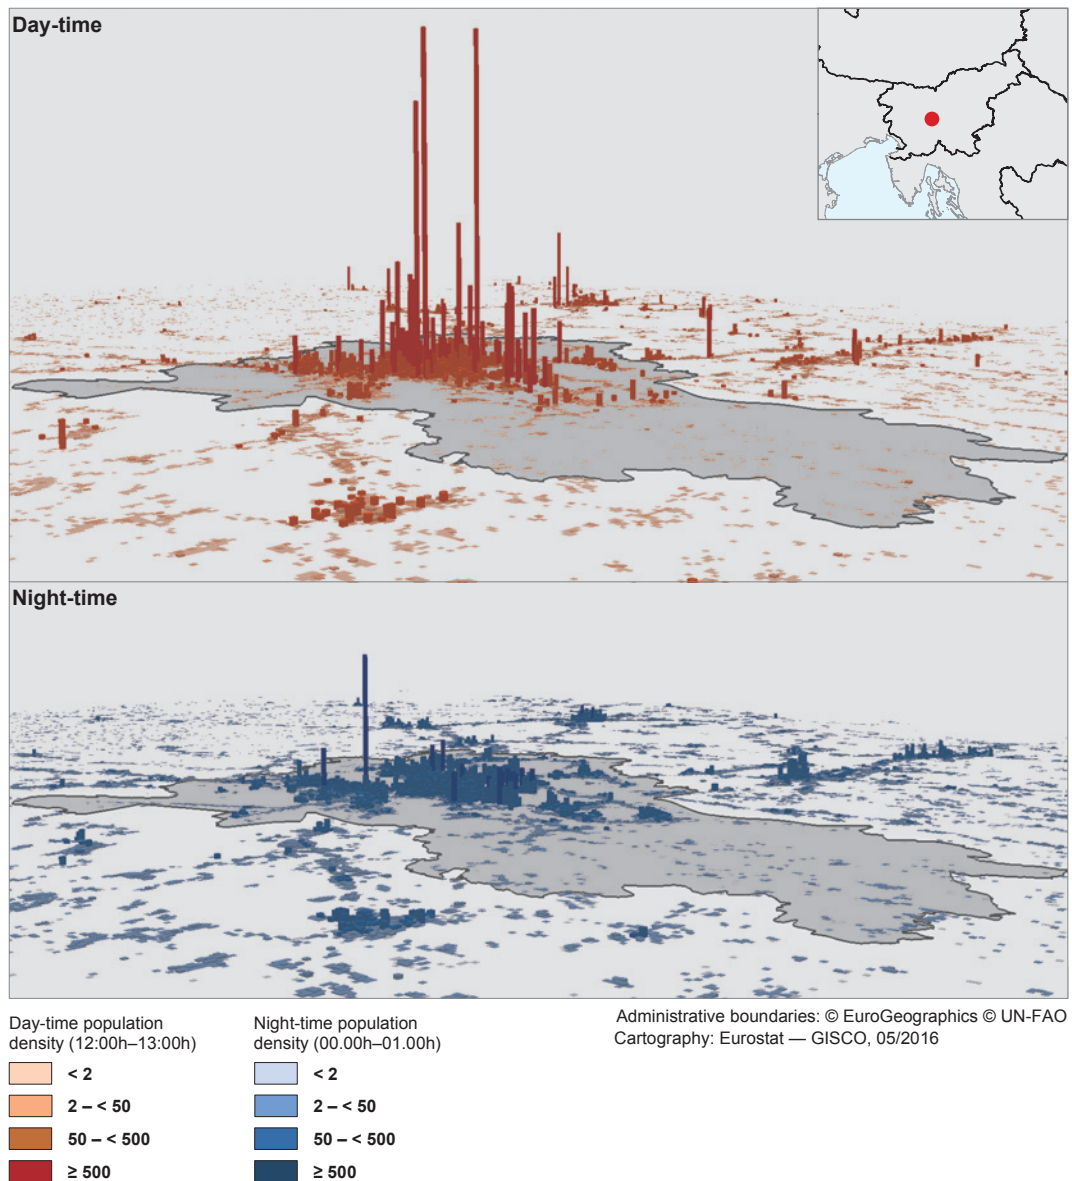 Day-time
Night-time
Administrative boundaries: © EuroGeographics © UN-FAO
Cartography: Eurostat — GISCO, 05/2016
Day-time population
density (12:00h–13:00h)
< 2
2 – < 50
50 – < 500
≥ 500
Night-time population
density (00.00h–01.00h)
< 2
2 – < 50
50 – < 500
≥ 500